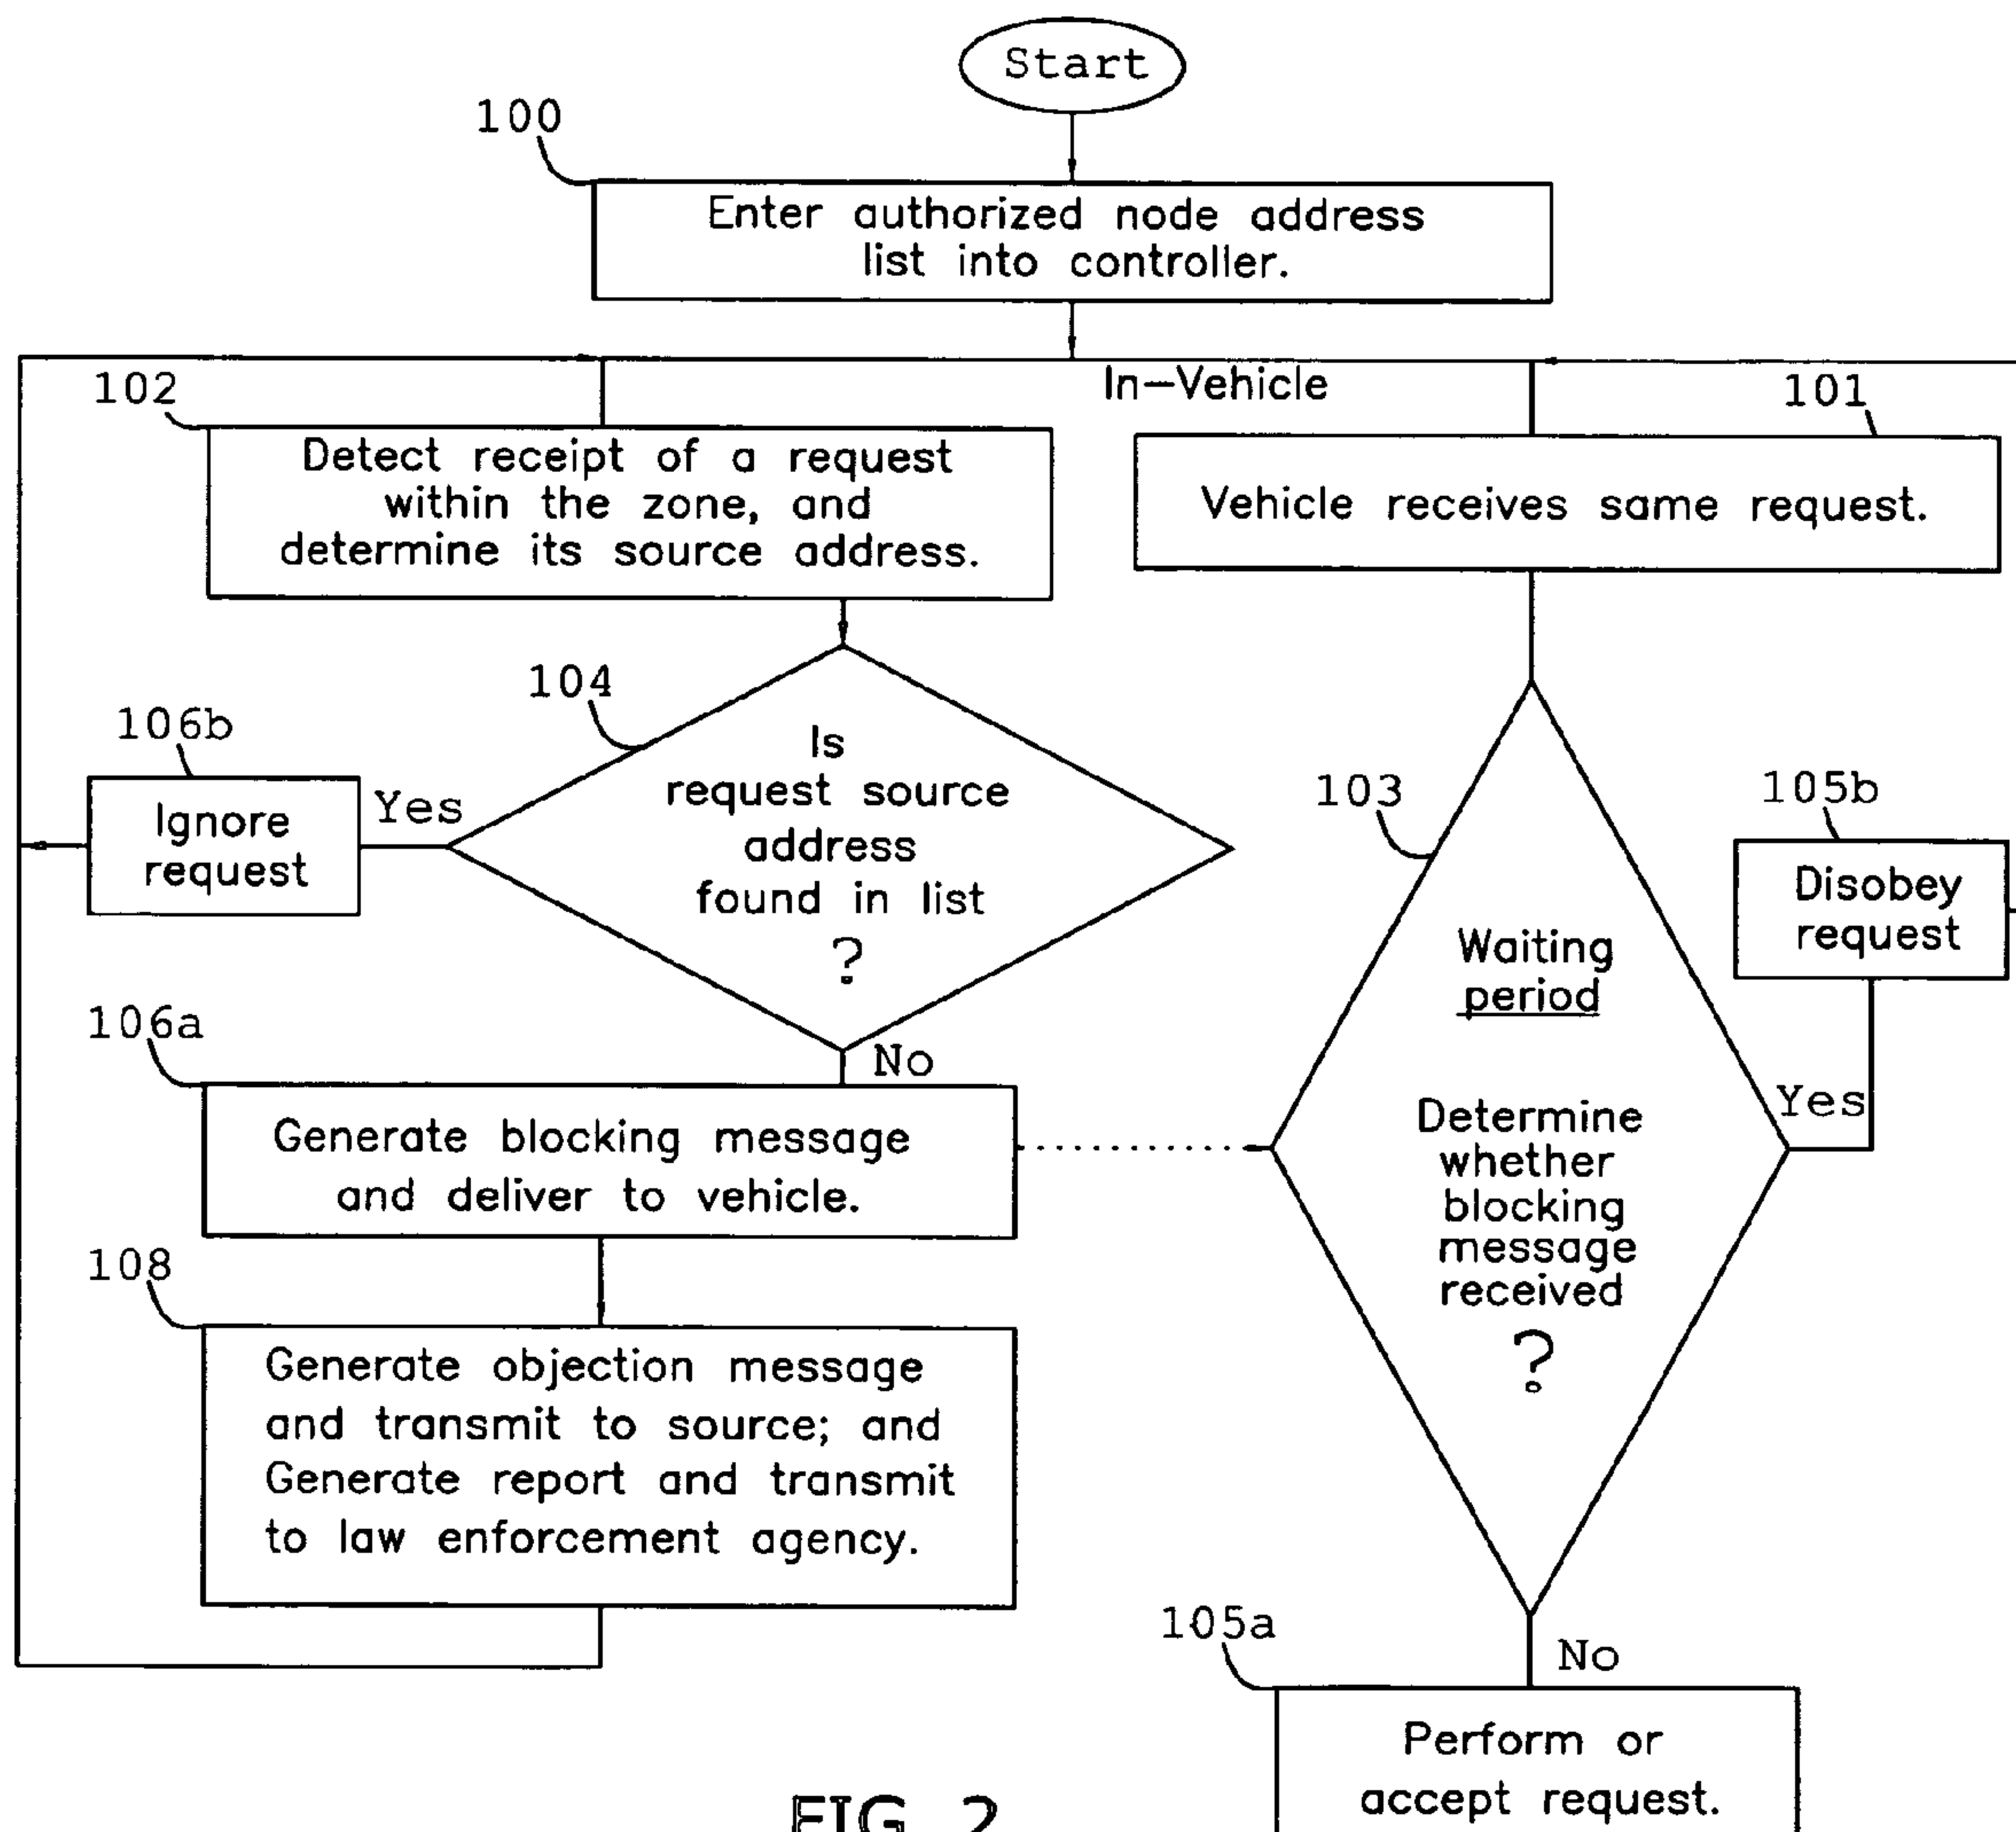 Start
100
Enter authorized node address
list into controller.
In-Vehicle
102
Detect receipt of a request
within the zone, and
determine its source address.
101
Vehicle receives same request.
104
Is
request source
address
found in list
?
Yes
106b
Ignore
request
No
106a
Generate blocking message
and deliver to vehicle.
108
Generate objection message
and transmit to source; and
Generate report and transmit
to law enforcement agency.
103
Waiting
period
Determine
whether
blocking
message
received
?
Yes
105b
Disobey
request
No
105a
Perform or
accept request.
FIG. 2